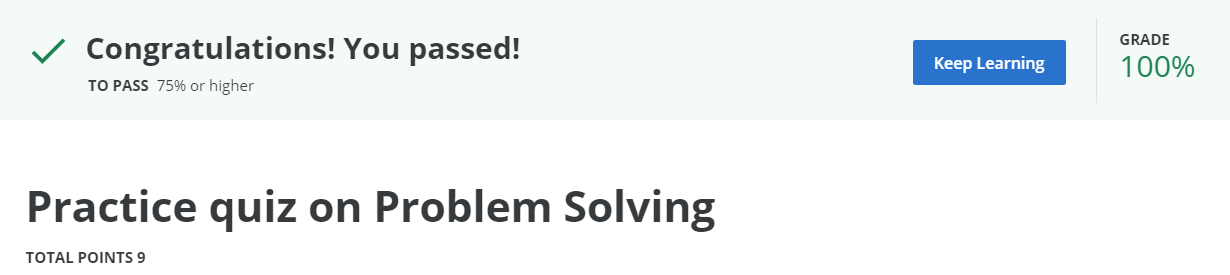 Congratulations! You passed!
TO PASS 75% or higher
Keep Learning
GRADE
100%
Practice quiz on Problem Solving
TOTAL POINTS 9